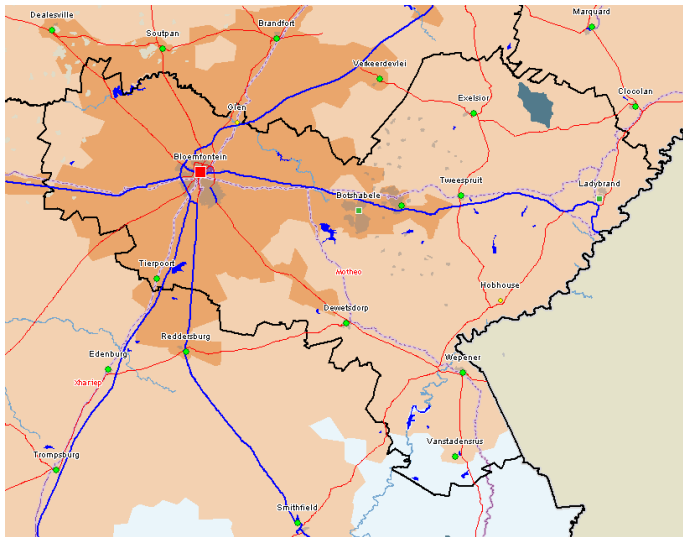 Dealesville
Brandfort
Marquard
Soutpan
Verkeerdevlei
Clocolan
Exelsior
Glen
Bloemfontein
Tweespruit
Ladybrand
Botshabelo
Tierpoort
Motheo
Hobhouse
Dewetsdorp
Reddersburg
Edenburg
Wepener
Xhariep
Vanstadensrus
Trompsburg
Smithfield